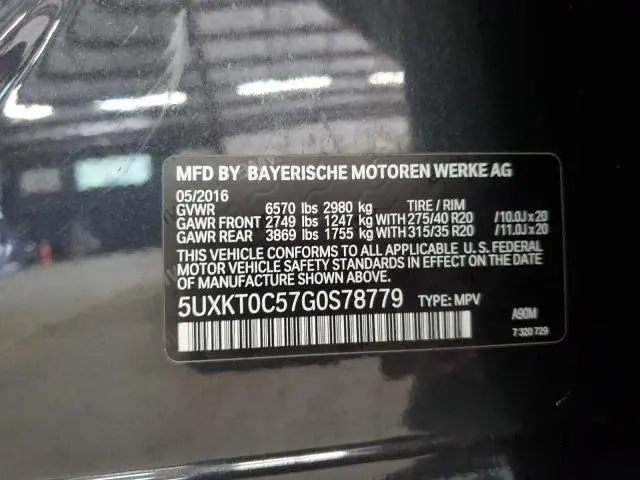 MFD BY BAYERISCHE MOTOREN WERKE AG
05/2016
GVWR 6570 lbs 2980 kg TIRE / RIM
GAWR FRONT 2749 lbs 1247 kg WITH 275/40 R20 /10.0J x 20
GAWR REAR 3869 lbs 1755 kg WITH 315/35 R20 /11.0J x 20
THIS VEHICLE CONFORMS TO ALL APPLICABLE U. S. FEDERAL
MOTOR VEHICLE SAFETY STANDARDS IN EFFECT ON THE DATE
OF MANUFACTURE SHOWN ABOVE.
5UXKT0C57G0S78779 TYPE: MPV
A90M
7 320 729